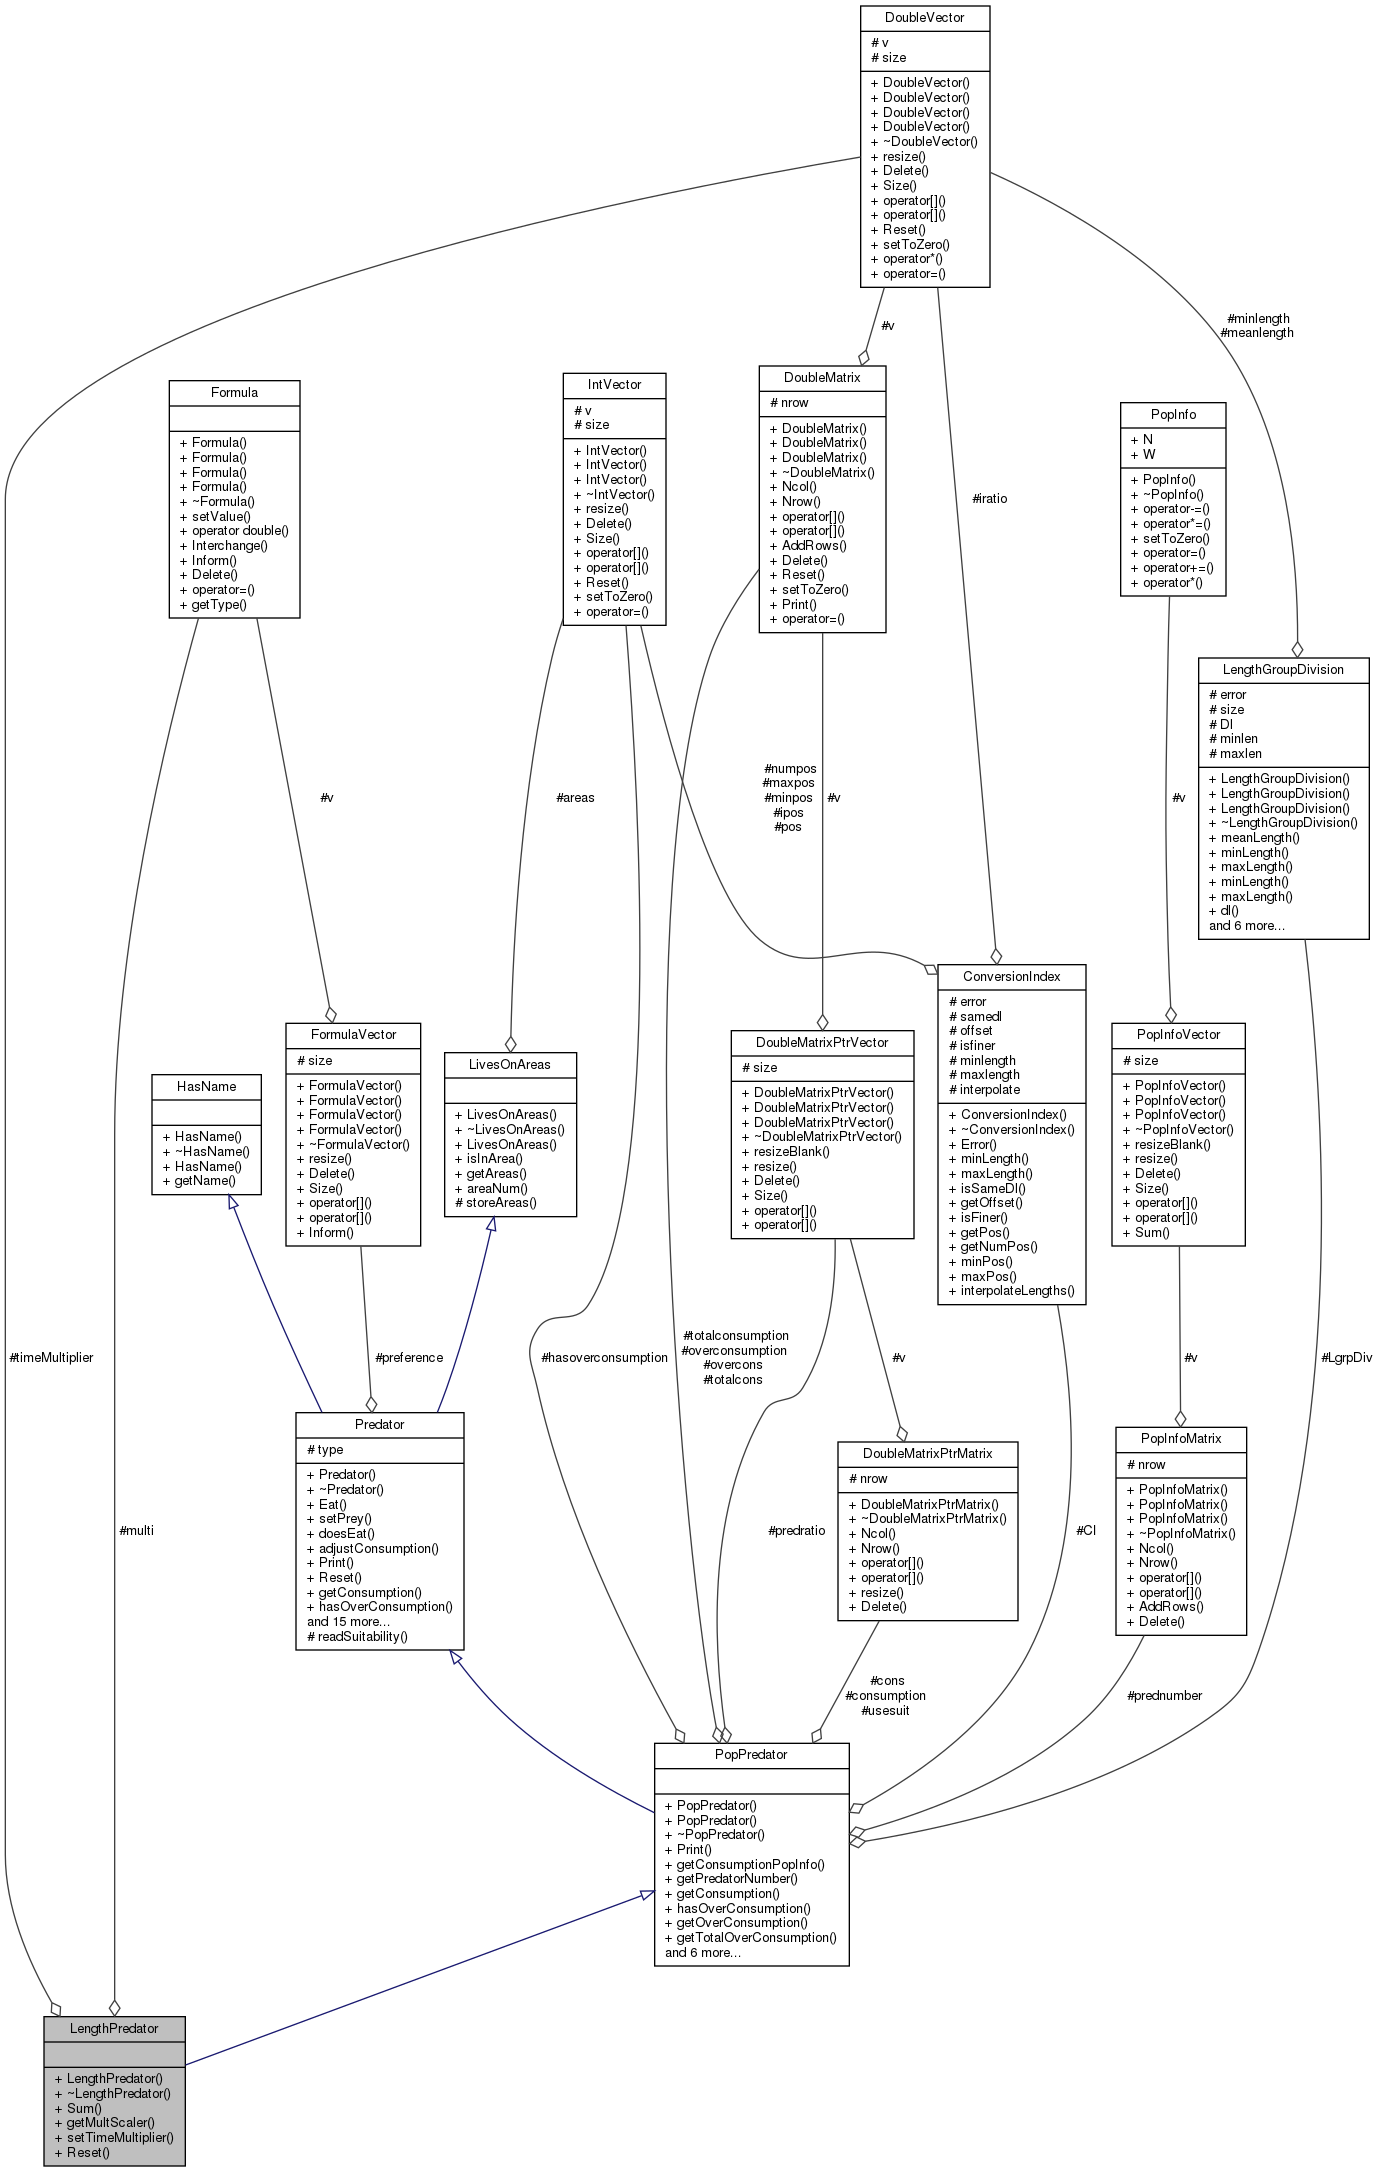 DoubleVector
# v
# size
+ DoubleVector()
+ DoubleVector()
+ DoubleVector()
+ DoubleVector()
+ ~DoubleVector()
+ resize()
+ Delete()
+ Size()
+ operator[]()
+ operator[]()
+ Reset()
+ setToZero()
+ operator*()
+ operator=()
#minlength
#meanlength
#v
Formula
+ Formula()
+ Formula()
+ Formula()
+ Formula()
+ ~Formula()
+ setValue()
+ operator double()
+ Interchange()
+ Inform()
+ Delete()
+ operator=()
+ getType()
IntVector
# v
# size
+ IntVector()
+ IntVector()
+ IntVector()
+ ~IntVector()
+ resize()
+ Delete()
+ Size()
+ operator[]()
+ operator[]()
+ Reset()
+ setToZero()
+ operator=()
DoubleMatrix
# nrow
+ DoubleMatrix()
+ DoubleMatrix()
+ DoubleMatrix()
+ ~DoubleMatrix()
+ Ncol()
+ Nrow()
+ operator[]()
+ operator[]()
+ AddRows()
+ Delete()
+ Reset()
+ setToZero()
+ Print()
+ operator=()
#iratio
PopInfo
+ N
+ W
+ PopInfo()
+ ~PopInfo()
+ operator-=()
+ operator*=()
+ setToZero()
+ operator=()
+ operator+=()
+ operator*()
LengthGroupDivision
# error
# size
# Dl
# minlen
# maxlen
+ LengthGroupDivision()
+ LengthGroupDivision()
+ LengthGroupDivision()
+ ~LengthGroupDivision()
+ meanLength()
+ minLength()
+ maxLength()
+ minLength()
+ maxLength()
+ dl()
and 6 more...
#v
#areas
#numpos
#maxpos
#minpos
#ipos
#pos
#v
#v
HasName
+ HasName()
+ ~HasName()
+ HasName()
+ getName()
FormulaVector
# size
+ FormulaVector()
+ FormulaVector()
+ FormulaVector()
+ FormulaVector()
+ ~FormulaVector()
+ resize()
+ Delete()
+ Size()
+ operator[]()
+ operator[]()
+ Inform()
LivesOnAreas
+ LivesOnAreas()
+ ~LivesOnAreas()
+ LivesOnAreas()
+ isInArea()
+ getAreas()
+ areaNum()
# storeAreas()
DoubleMatrixPtrVector
# size
+ DoubleMatrixPtrVector()
+ DoubleMatrixPtrVector()
+ DoubleMatrixPtrVector()
+ ~DoubleMatrixPtrVector()
+ resizeBlank()
+ resize()
+ Delete()
+ Size()
+ operator[]()
+ operator[]()
ConversionIndex
# error
# samedl
# offset
# isfiner
# minlength
# maxlength
# interpolate
+ ConversionIndex()
+ ~ConversionIndex()
+ Error()
+ minLength()
+ maxLength()
+ isSameDl()
+ getOffset()
+ isFiner()
+ getPos()
+ getNumPos()
+ minPos()
+ maxPos()
+ interpolateLengths()
PopInfoVector
# size
+ PopInfoVector()
+ PopInfoVector()
+ PopInfoVector()
+ ~PopInfoVector()
+ resizeBlank()
+ resize()
+ Delete()
+ Size()
+ operator[]()
+ operator[]()
+ Sum()
#timeMultiplier
#preference
#hasoverconsumption
#totalconsumption
#overconsumption
#overcons
#totalcons
#v
#v
#LgrpDiv
Predator
# type
+ Predator()
+ ~Predator()
+ Eat()
+ setPrey()
+ doesEat()
+ adjustConsumption()
+ Print()
+ Reset()
+ getConsumption()
+ hasOverConsumption()
and 15 more...
# readSuitability()
DoubleMatrixPtrMatrix
# nrow
+ DoubleMatrixPtrMatrix()
+ ~DoubleMatrixPtrMatrix()
+ Ncol()
+ Nrow()
+ operator[]()
+ operator[]()
+ resize()
+ Delete()
PopInfoMatrix
# nrow
+ PopInfoMatrix()
+ PopInfoMatrix()
+ PopInfoMatrix()
+ ~PopInfoMatrix()
+ Ncol()
+ Nrow()
+ operator[]()
+ operator[]()
+ AddRows()
+ Delete()
#multi
#predratio
#CI
#cons
#consumption
#usesuit
#prednumber
PopPredator
+ PopPredator()
+ PopPredator()
+ ~PopPredator()
+ Print()
+ getConsumptionPopInfo()
+ getPredatorNumber()
+ getConsumption()
+ hasOverConsumption()
+ getOverConsumption()
+ getTotalOverConsumption()
and 6 more...
LengthPredator
+ LengthPredator()
+ ~LengthPredator()
+ Sum()
+ getMultScaler()
+ setTimeMultiplier()
+ Reset()